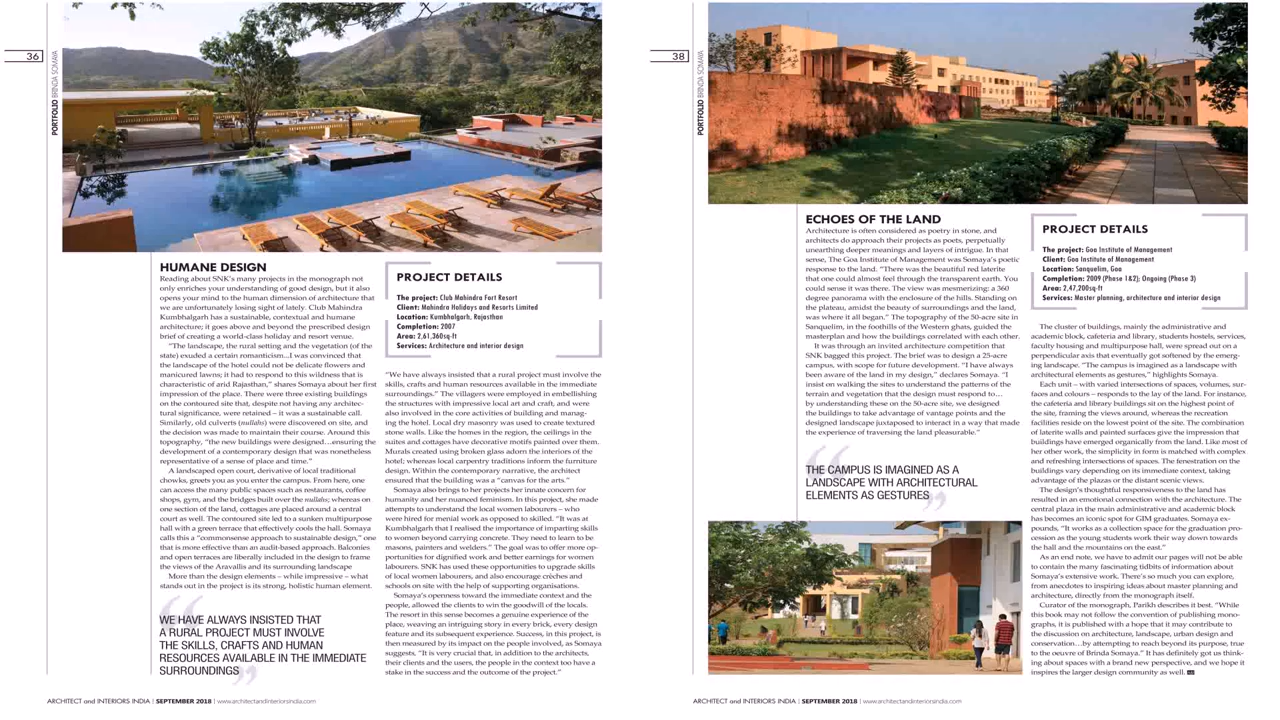 36
PORTFOLIO BRINDA SOMAYA
HUMANE DESIGN
Reading about SNK's many projects in the monograph not
only enriches your understanding of good design, but it also
opens your mind to the human dimension of architecture that
we are unfortunately losing sight of lately. Club Mahindra
Kumbhalgarh has a sustainable, contextual and humane
architecture; it goes above and beyond the prescribed design
brief of creating a world-class holiday and resort venue.
"The landscape, the rural setting and the vegetation (of the
state) exuded a certain romanticism...I was convinced that
the landscape of the hotel could not be delicate flowers and
manicured lawns; it had to respond to this wildness that is
characteristic of arid Rajasthan," shares Somaya about her first
impression of the place. There were three existing buildings
on the contoured site that, despite not having any architec-
tural significance, were retained – it was a sustainable call.
Similarly, old culverts (nullahs) were discovered on site, and
the decision was made to maintain their course. Around this
topography, "the new buildings were designed…ensuring the
development of a contemporary design that was nonetheless
representative of a sense of place and time."
A landscaped open court, derivative of local traditional
chowks, greets you as you enter the campus. From here, one
can access the many public spaces such as restaurants, coffee
shops, gym, and the bridges built over the nullahs; whereas on
one section of the land, cottages are placed around a central
court as well. The contoured site led to a sunken multipurpose
hall with a green terrace that effectively cools the hall. Somaya
calls this a "commonsense approach to sustainable design," one
that is more effective than an audit-based approach. Balconies
and open terraces are liberally included in the design to frame
the views of the Aravallis and its surrounding landscape
More than the design elements – while impressive – what
stands out in the project is its strong, holistic human element.
"WE HAVE ALWAYS INSISTED THAT
A RURAL PROJECT MUST INVOLVE
THE SKILLS, CRAFTS AND HUMAN
RESOURCES AVAILABLE IN THE IMMEDIATE
SURROUNDINGS"
PROJECT DETAILS
The project: Club Mahindra Fort Resort
Client: Mahindra Holidays and Resorts Limited
Location: Kumbhalgarh, Rajasthan
Completion: 2007
Area: 2,61,360sq-ft
Services: Architecture and interior design
"We have always insisted that a rural project must involve the
skills, crafts and human resources available in the immediate
surroundings." The villagers were employed in embellishing
the structures with impressive local art and craft, and were
also involved in the core activities of building and manag-
ing the hotel. Local dry masonry was used to create textured
stone walls. Like the homes in the region, the ceilings in the
suites and cottages have decorative motifs painted over them.
Murals created using broken glass adorn the interiors of the
hotel; whereas local carpentry traditions inform the furniture
design. Within the contemporary narrative, the architect
ensured that the building was a "canvas for the arts."
Somaya also brings to her projects her innate concern for
humanity and her nuanced feminism. In this project, she made
attempts to understand the local women labourers – who
were hired for menial work as opposed to skilled. "It was at
Kumbhalgarh that I realised the importance of imparting skills
to women beyond carrying concrete. They need to learn to be
masons, painters and welders." The goal was to offer more op-
portunities for dignified work and better earnings for women
labourers. SNK has used these opportunities to upgrade skills
of local women labourers, and also encourage crèches and
schools on site with the help of supporting organisations.
Somaya's openness toward the immediate context and the
people, allowed the clients to win the goodwill of the locals.
The resort in this sense becomes a genuine experience of the
place, weaving an intriguing story in every brick, every design
feature and its subsequent experience. Success, in this project, is
then measured by its impact on the people involved, as Somaya
suggests, "It is very crucial that, in addition to the architects,
their clients and the users, the people in the context too have a
stake in the success and the outcome of the project."
ARCHITECT and INTERIORS INDIA | SEPTEMBER 2018 | www.architectandinteriorsindia.com
38
PORTFOLIO BRINDA SOMAYA
ECHOES OF THE LAND
Architecture is often considered as poetry in stone, and
architects do approach their projects as poets, perpetually
unearthing deeper meanings and layers of intrigue. In that
sense, The Goa Institute of Management was Somaya's poetic
response to the land. "There was the beautiful red laterite
that one could almost feel through the transparent earth. You
could sense it was there. The view was mesmerizing: a 360
degree panorama with the enclosure of the hills. Standing on
the plateau, amidst the beauty of surroundings and the land,
was where it all began." The topography of the 50-acre site in
Sanquelim, in the foothills of the Western ghats, guided the
masterplan and how the buildings correlated with each other.
It was through an invited architecture competition that
SNK bagged this project. The brief was to design a 25-acre
campus, with scope for future development. "I have always
been aware of the land in my design," declares Somaya. "I
insist on walking the sites to understand the patterns of the
terrain and vegetation that the design must respond to…
by understanding these on the 50-acre site, we designed
the buildings to take advantage of vantage points and the
designed landscape juxtaposed to interact in a way that made
the experience of traversing the land pleasurable."
"THE CAMPUS IS IMAGINED AS A
LANDSCAPE WITH ARCHITECTURAL
ELEMENTS AS GESTURES"
PROJECT DETAILS
The project: Goa Institute of Management
Client: Goa Institute of Management
Location: Sanquelim, Goa
Completion: 2009 (Phase 1&2); Ongoing (Phase 3)
Area: 2,47,200sq-ft
Services: Master planning, architecture and interior design
The cluster of buildings, mainly the administrative and
academic block, cafeteria and library, students hostels, services,
faculty housing and multipurpose hall, were spread out on a
perpendicular axis that eventually got softened by the emerg-
ing landscape. "The campus is imagined as a landscape with
architectural elements as gestures," highlights Somaya.
Each unit – with varied intersections of spaces, volumes, sur-
faces and colours – responds to the lay of the land. For instance,
the cafeteria and library buildings sit on the highest point of
the site, framing the views around, whereas the recreation
facilities reside on the lowest point of the site. The combination
of laterite walls and painted surfaces give the impression that
buildings have emerged organically from the land. Like most of
her other work, the simplicity in form is matched with complex
and refreshing intersections of spaces. The fenestration on the
buildings vary depending on its immediate context, taking
advantage of the plazas or the distant scenic views.
The design's thoughtful responsiveness to the land has
resulted in an emotional connection with the architecture. The
central plaza in the main administrative and academic block
has become an iconic spot for GIM graduates. Somaya ex-
pounds, "It works as a collection space for the graduation pro-
cession as the young students work their way down towards
the hall and the mountains on the east."
As an end note, we have to admit our pages will not be able
to contain the many fascinating tidbits of information about
Somaya's extensive work. There's so much you can explore,
from anecdotes to inspiring ideas about master planning and
architecture, directly from the monograph itself.
Curator of the monograph, Parikh describes it best. "While
this book may not follow the convention of publishing mono-
graphs, it is published with a hope that it may contribute to
the discussion on architecture, landscape, urban design and
conservation…by attempting to reach beyond its purpose, true
to the oeuvre of Brinda Somaya." It has definitely got us think-
ing about spaces with a brand new perspective, and we hope it
inspires the larger design community as well.
ARCHITECT and INTERIORS INDIA | SEPTEMBER 2018 | www.architectandinteriorsindia.com